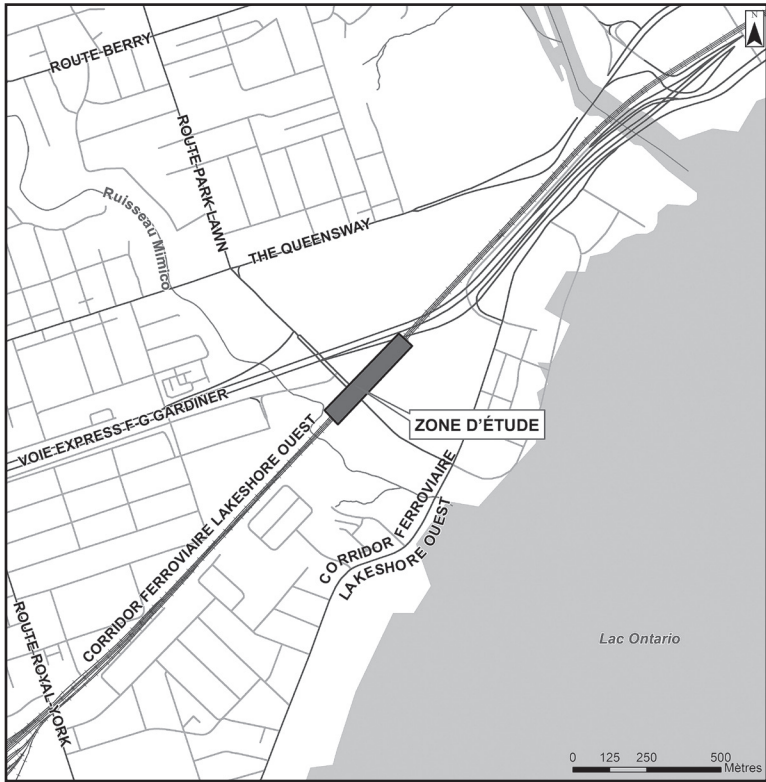 N
ROUTE BERRY
ROUTE PARK LAWN
Ruisseau Mimico
THE QUEENSWAY
VOIE EXPRESS F-G GARDINER
ZONE D'ÉTUDE
CORRIDOR FERROVIAIRE LAKESHORE OUEST
CORRIDOR FERROVIAIRE
LAKESHORE OUEST
ROUTE ROYAL YORK
Lac Ontario
0 125 250 500
Mètres